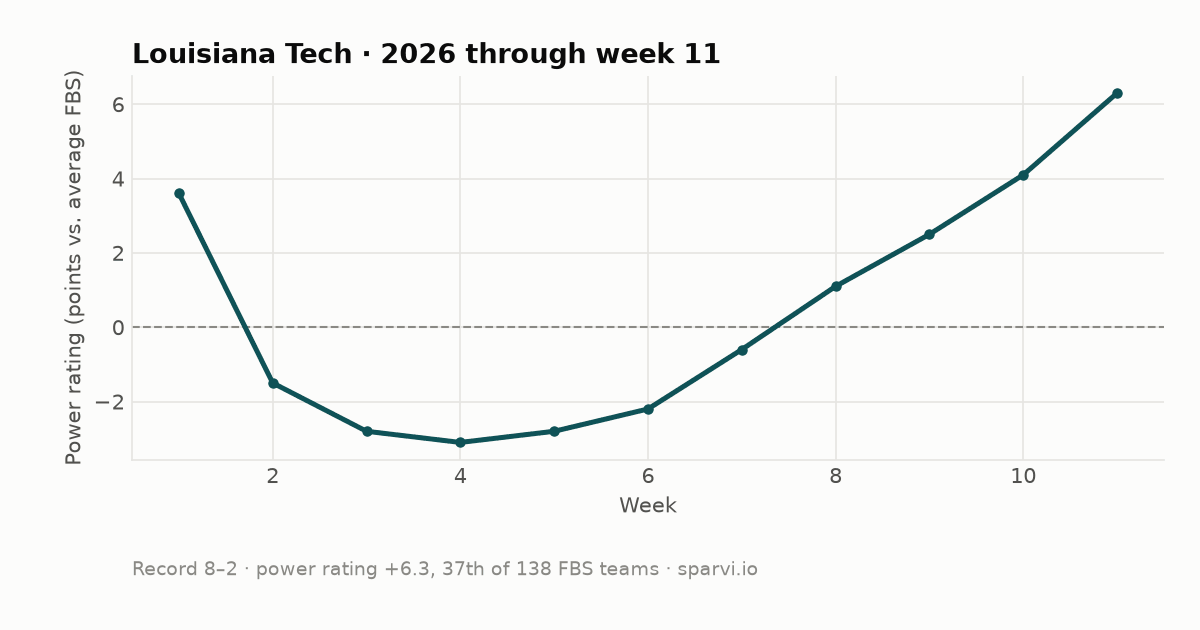 Louisiana Tech · 2026 through week 11
Power rating (points vs. average FBS)
6
4
2
0
−2
2 4 6 8 10
Week
Record 8–2 · power rating +6.3, 37th of 138 FBS teams · sparvi.io